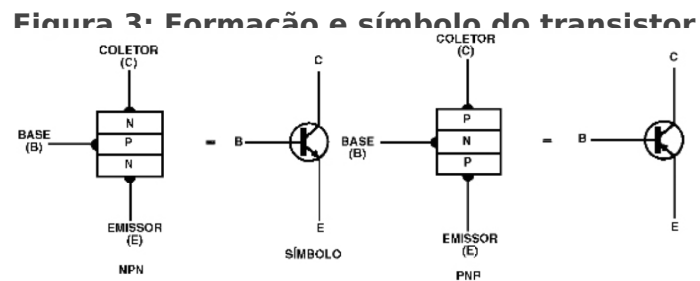 Figura 3: Formação e símbolo do transistor
COLETOR
(C)
N
P
N
BASE
(B)
EMISSOR
(E)
NPN
=
C
B
E
SÍMBOLO
COLETOR
(C)
P
N
P
BASE
(B)
EMISSOR
(E)
PNP
=
C
B
E